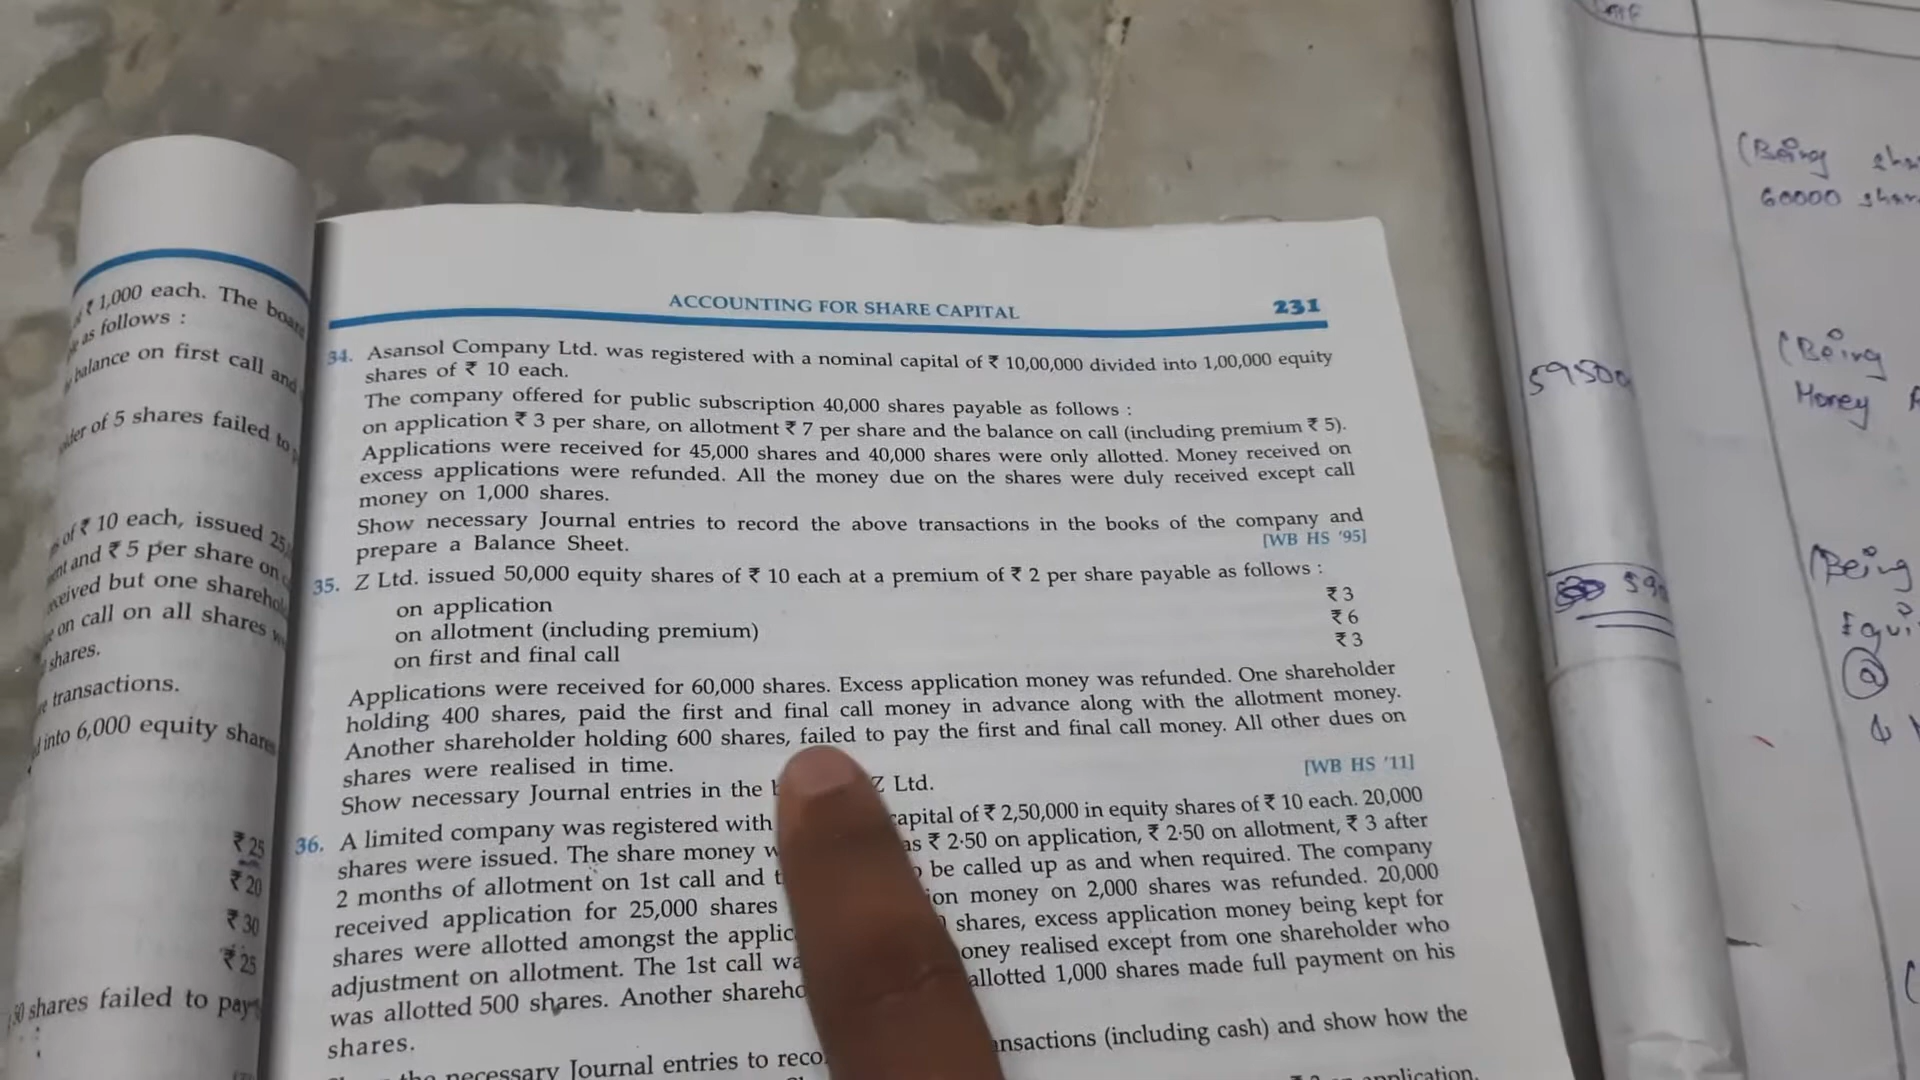 ₹ 1,000 each. The board
as follows :
balance on first call and
holder of 5 shares failed to
of ₹ 10 each, issued 25,
and ₹ 5 per share on
received but one shareho
on call on all shares
shares.
transactions.
into 6,000 equity share
₹ 25
₹ 20
₹ 30
₹ 25
shares failed to pay
ACCOUNTING FOR SHARE CAPITAL 231
34. Asansol Company Ltd. was registered with a nominal capital of ₹ 10,00,000 divided into 1,00,000 equity
shares of ₹ 10 each.
The company offered for public subscription 40,000 shares payable as follows :
on application ₹ 3 per share, on allotment ₹ 7 per share and the balance on call (including premium ₹ 5).
Applications were received for 45,000 shares and 40,000 shares were only allotted. Money received on
excess applications were refunded. All the money due on the shares were duly received except call
money on 1,000 shares.
Show necessary Journal entries to record the above transactions in the books of the company and
prepare a Balance Sheet. [WB HS '95]
35. Z Ltd. issued 50,000 equity shares of ₹ 10 each at a premium of ₹ 2 per share payable as follows :
on application ₹ 3
on allotment (including premium) ₹ 6
on first and final call ₹ 3
Applications were received for 60,000 shares. Excess application money was refunded. One shareholder
holding 400 shares, paid the first and final call money in advance along with the allotment money.
Another shareholder holding 600 shares, failed to pay the first and final call money. All other dues on
shares were realised in time.
Show necessary Journal entries in the b Z Ltd. [WB HS '11]
36. A limited company was registered with capital of ₹ 2,50,000 in equity shares of ₹ 10 each. 20,000
shares were issued. The share money w as ₹ 2·50 on application, ₹ 2·50 on allotment, ₹ 3 after
2 months of allotment on 1st call and t be called up as and when required. The company
received application for 25,000 shares ion money on 2,000 shares was refunded. 20,000
shares were allotted amongst the applic shares, excess application money being kept for
adjustment on allotment. The 1st call wa oney realised except from one shareholder who
was allotted 500 shares. Another shareho allotted 1,000 shares made full payment on his
shares.
necessary Journal entries to reco ansactions (including cash) and show how the
application.
(Being sha
60000 shar
59500
(Being
Money
590
(Being
Equi